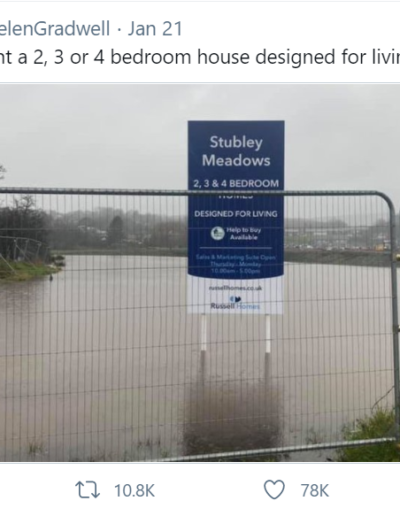 elenGradwell · Jan 21
nt a 2, 3 or 4 bedroom house designed for livin
Stubley
Meadows
2, 3 & 4 BEDROOM
HOMES
DESIGNED FOR LIVING
Help to Buy
Available
Sales & Marketing Suite Open
Thursday - Monday
10.00am - 5.00pm
russellhomes.co.uk
Russell Homes
10.8K
78K